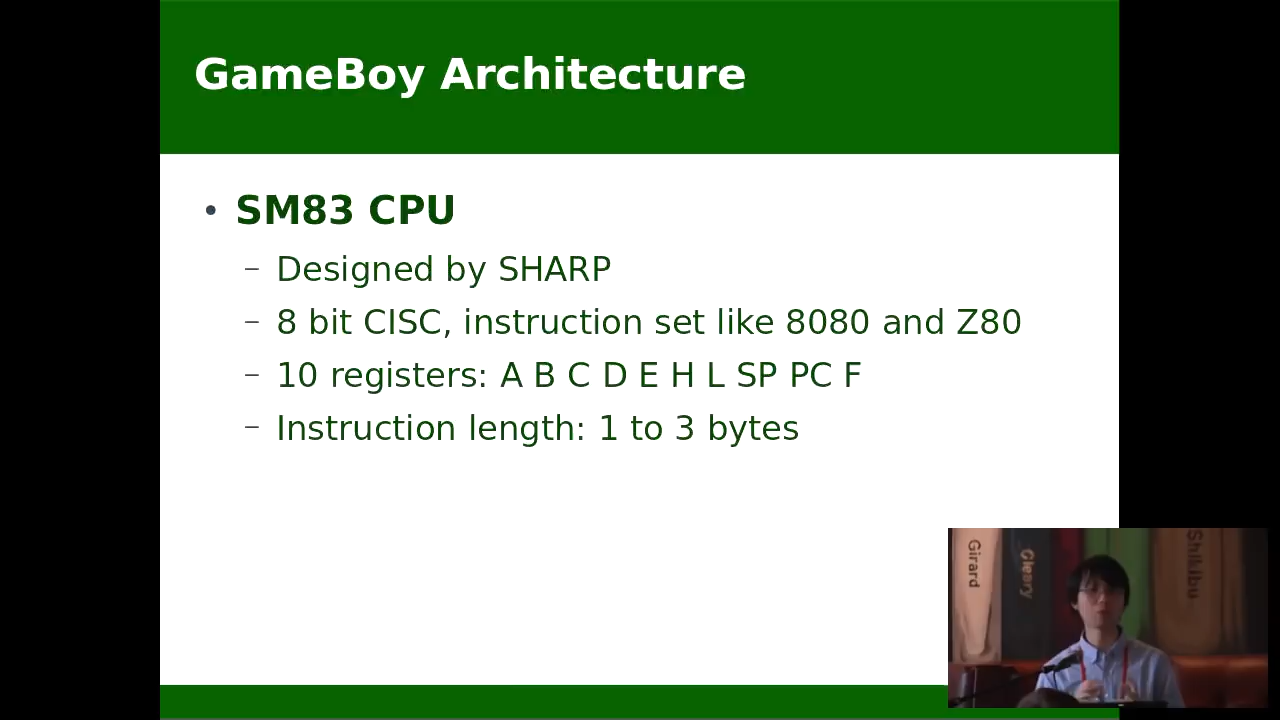 GameBoy Architecture
• SM83 CPU
– Designed by SHARP
– 8 bit CISC, instruction set like 8080 and Z80
– 10 registers: A B C D E H L SP PC F
– Instruction length: 1 to 3 bytes
Girard
Cleary
Shikibu